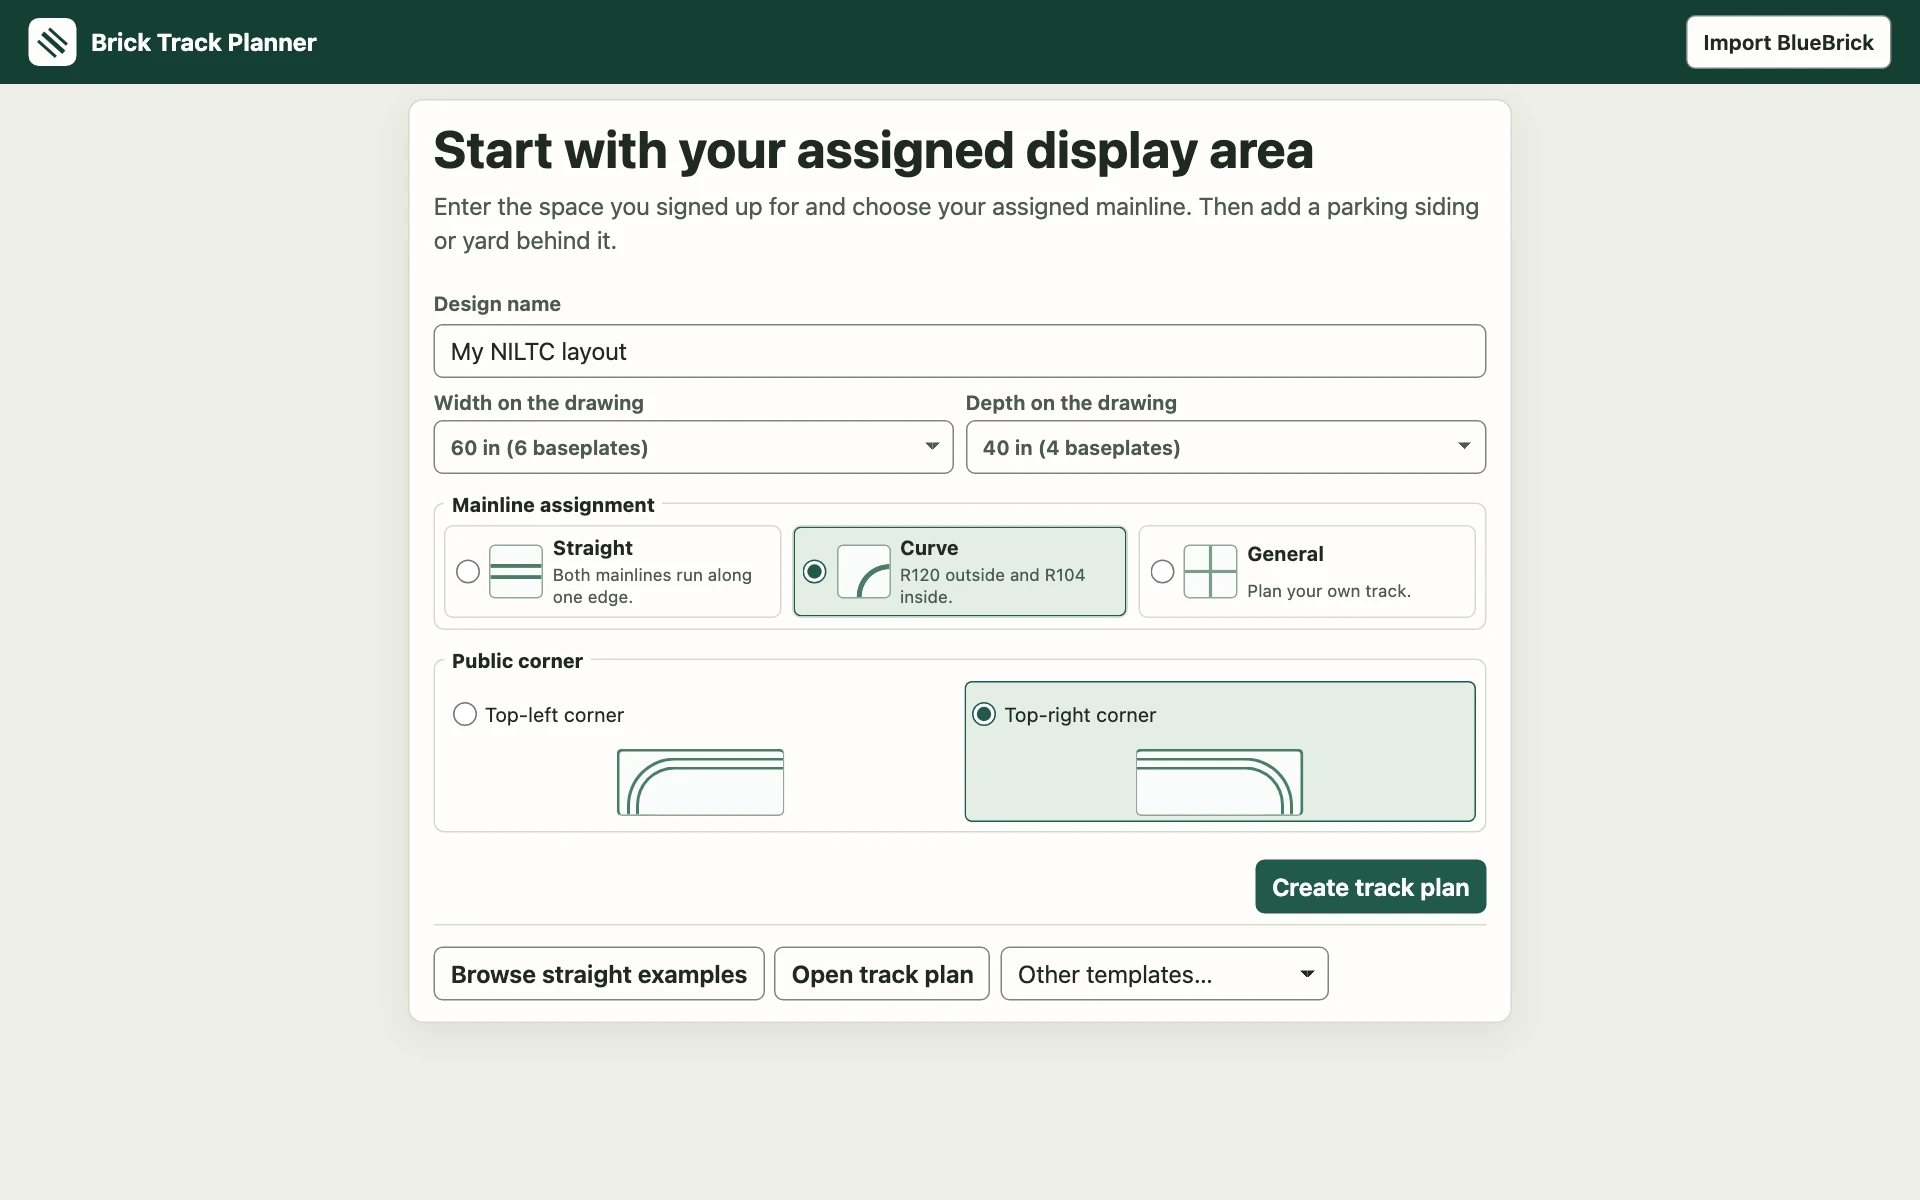 Brick Track Planner
Import BlueBrick
Start with your assigned display area
Enter the space you signed up for and choose your assigned mainline. Then add a parking siding
or yard behind it.
Design name
My NILTC layout
Width on the drawing
Depth on the drawing
60 in (6 baseplates)
40 in (4 baseplates)
Mainline assignment
Straight
Both mainlines run along
one edge.
Curve
R120 outside and R104
inside.
General
Plan your own track.
Public corner
Top-left corner
Top-right corner
Create track plan
Browse straight examples
Open track plan
Other templates...